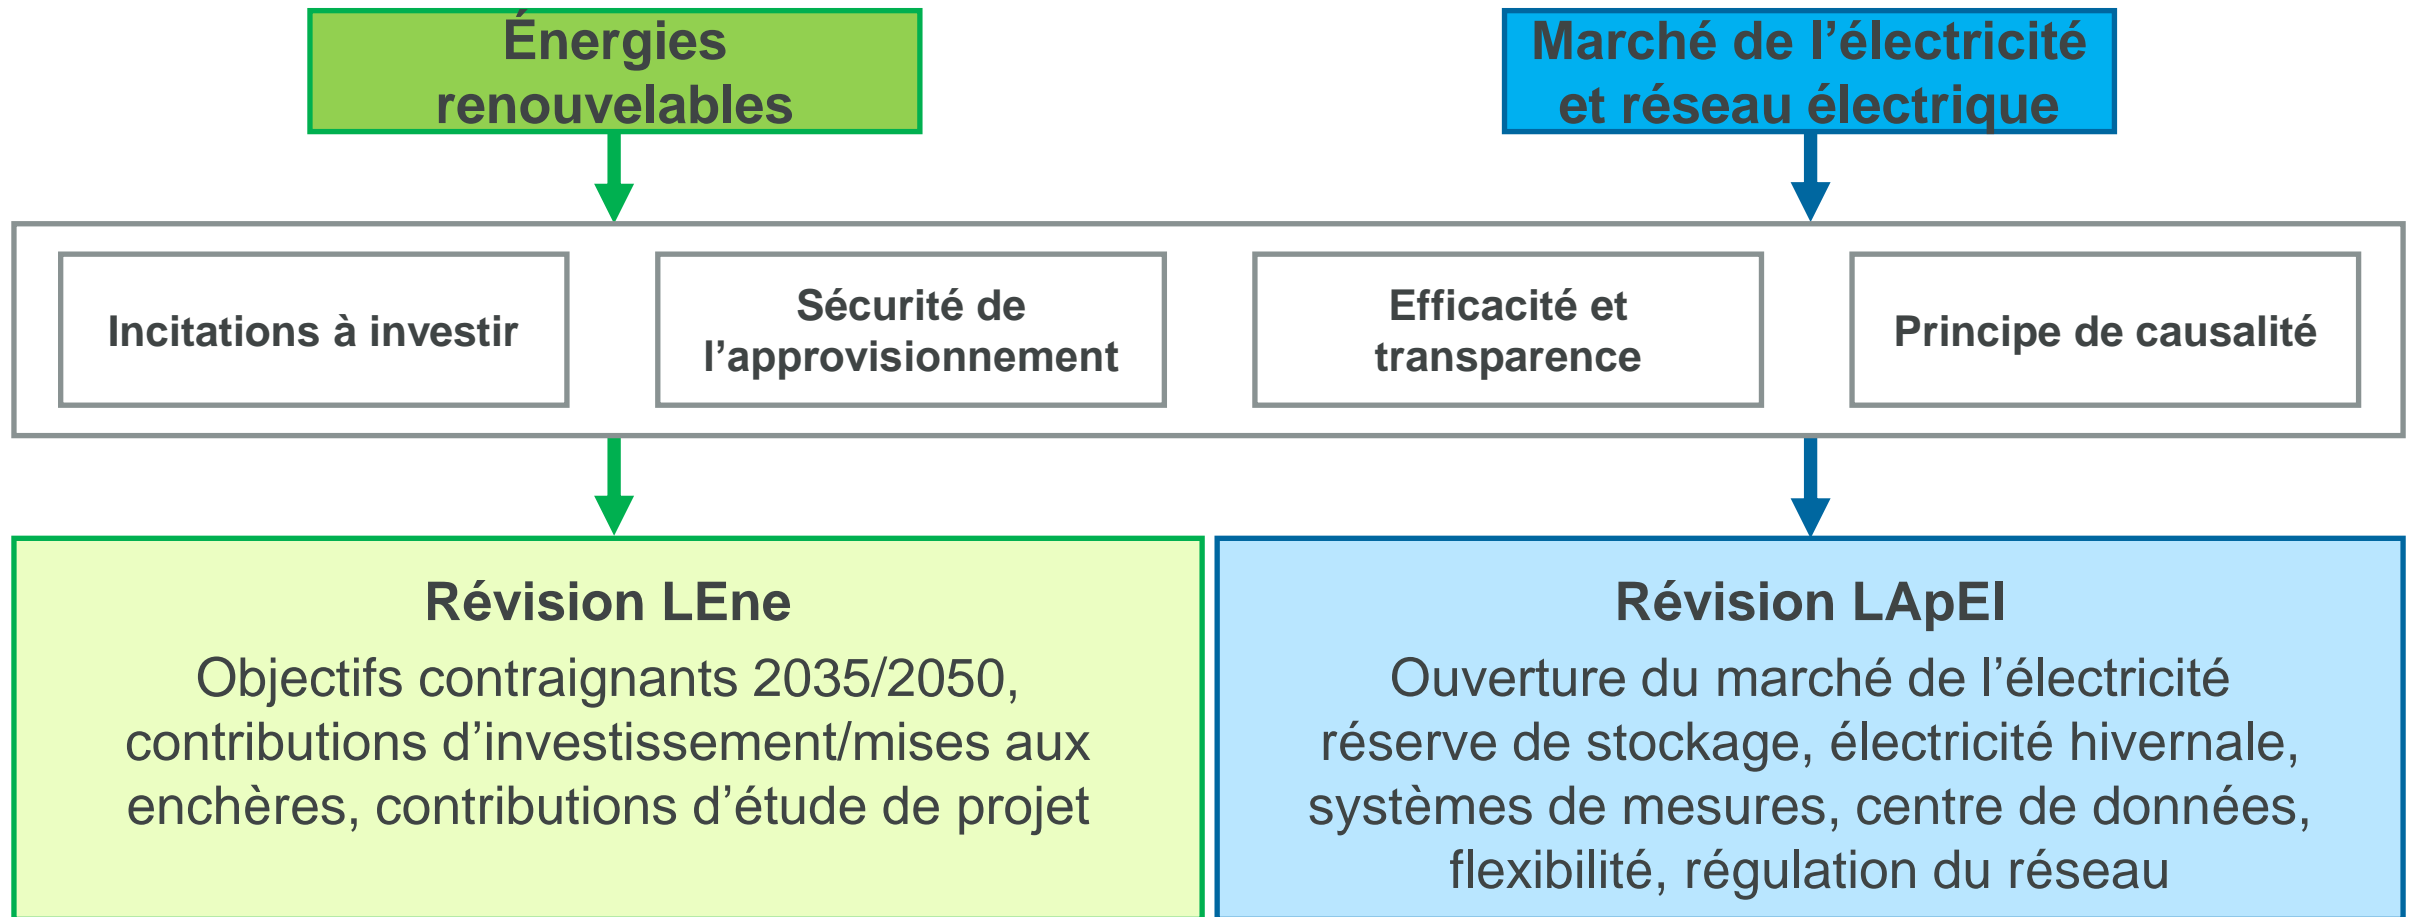 Énergies
renouvelables
Marché de l’électricité
et réseau électrique
Incitations à investir
Sécurité de
l’approvisionnement
Efficacité et
transparence
Principe de causalité
Révision LEne
Objectifs contraignants 2035/2050,
contributions d’investissement/mises aux
enchères, contributions d’étude de projet
Révision LApEl
Ouverture du marché de l’électricité
réserve de stockage, électricité hivernale,
systèmes de mesures, centre de données,
flexibilité, régulation du réseau